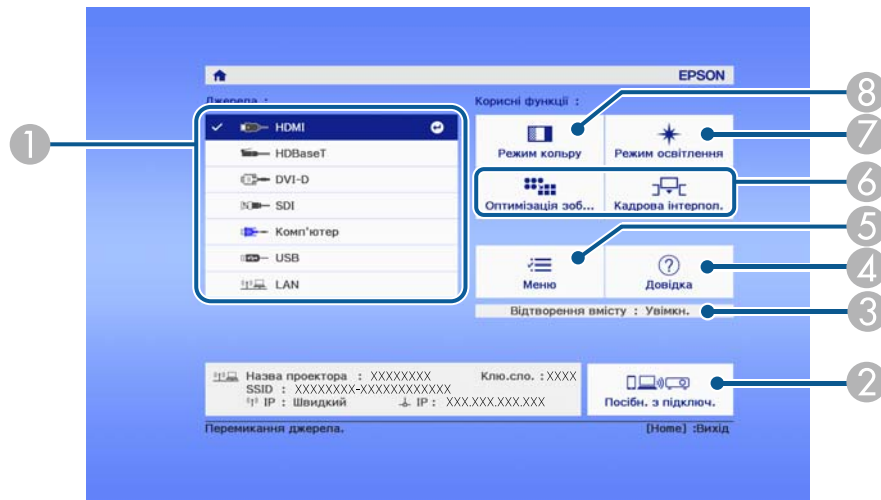 EPSON
Джерела :
Корисні функції :
HDMI
HDBaseT
DVI-D
SDI
Комп'ютер
USB
LAN
Режим кольру
Режим освітлення
Оптимізація зоб...
Кадрова інтерпол.
Меню
Довідка
Відтворення вмісту : Увімкн.
Назва проектора : XXXXXXXX Клю.спо. : XXXX
SSID : XXXXXXXX-XXXXXXXXXXXX
IP : Швидкий IP : XXX.XXX.XXX.XXX
Посібн. з підключ.
Перемикання джерела.
[Home] :Вихід
1
8
7
6
5
4
3
2